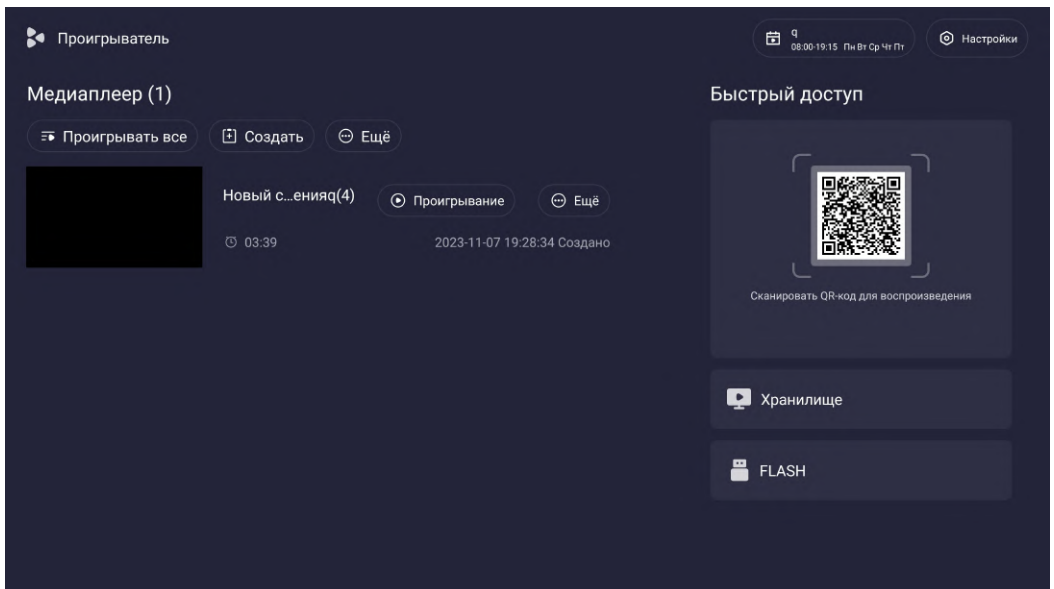 Проигрыватель
q
08:00-19:15 Пн Вт Ср Чт Пт
Настройки
Медиаплеер (1)
Проигрывать все
Создать
Ещё
Новый с...енияq(4)
Проигрывание
Ещё
03:39
2023-11-07 19:28:34 Создано
Быстрый доступ
Сканировать QR-код для воспроизведения
Хранилище
FLASH